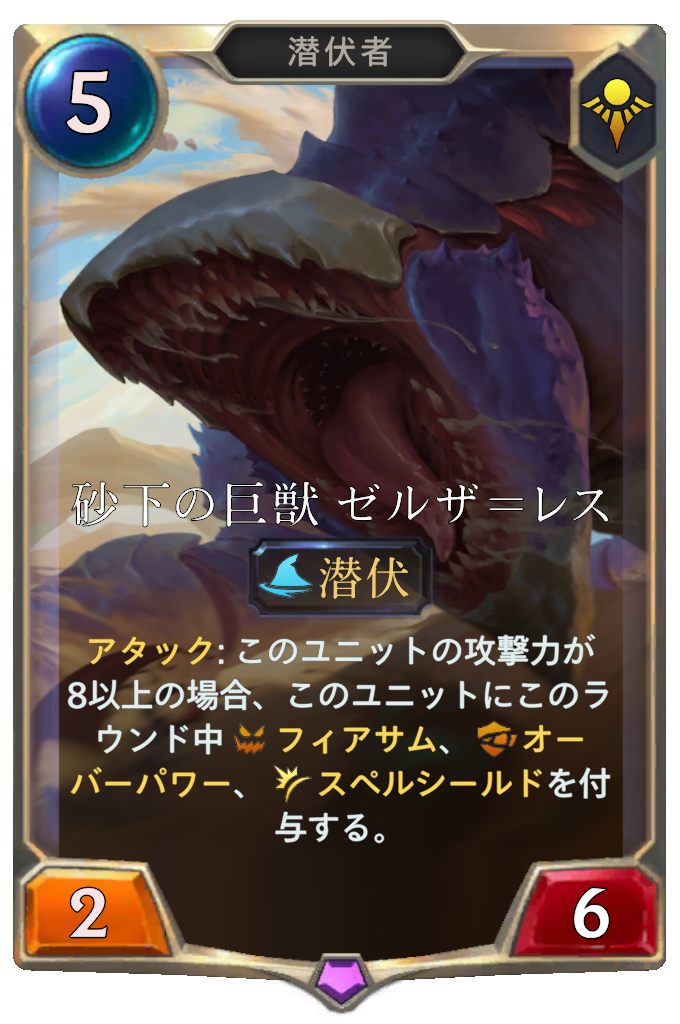 潜伏者
5
砂下の巨獣 ゼルザ=レス
潜伏
アタック: このユニットの攻撃力が
8以上の場合、このユニットにこのラ
ウンド中 フィアサム、 オー
バーパワー、 スペルシールドを付
与する。
2
6